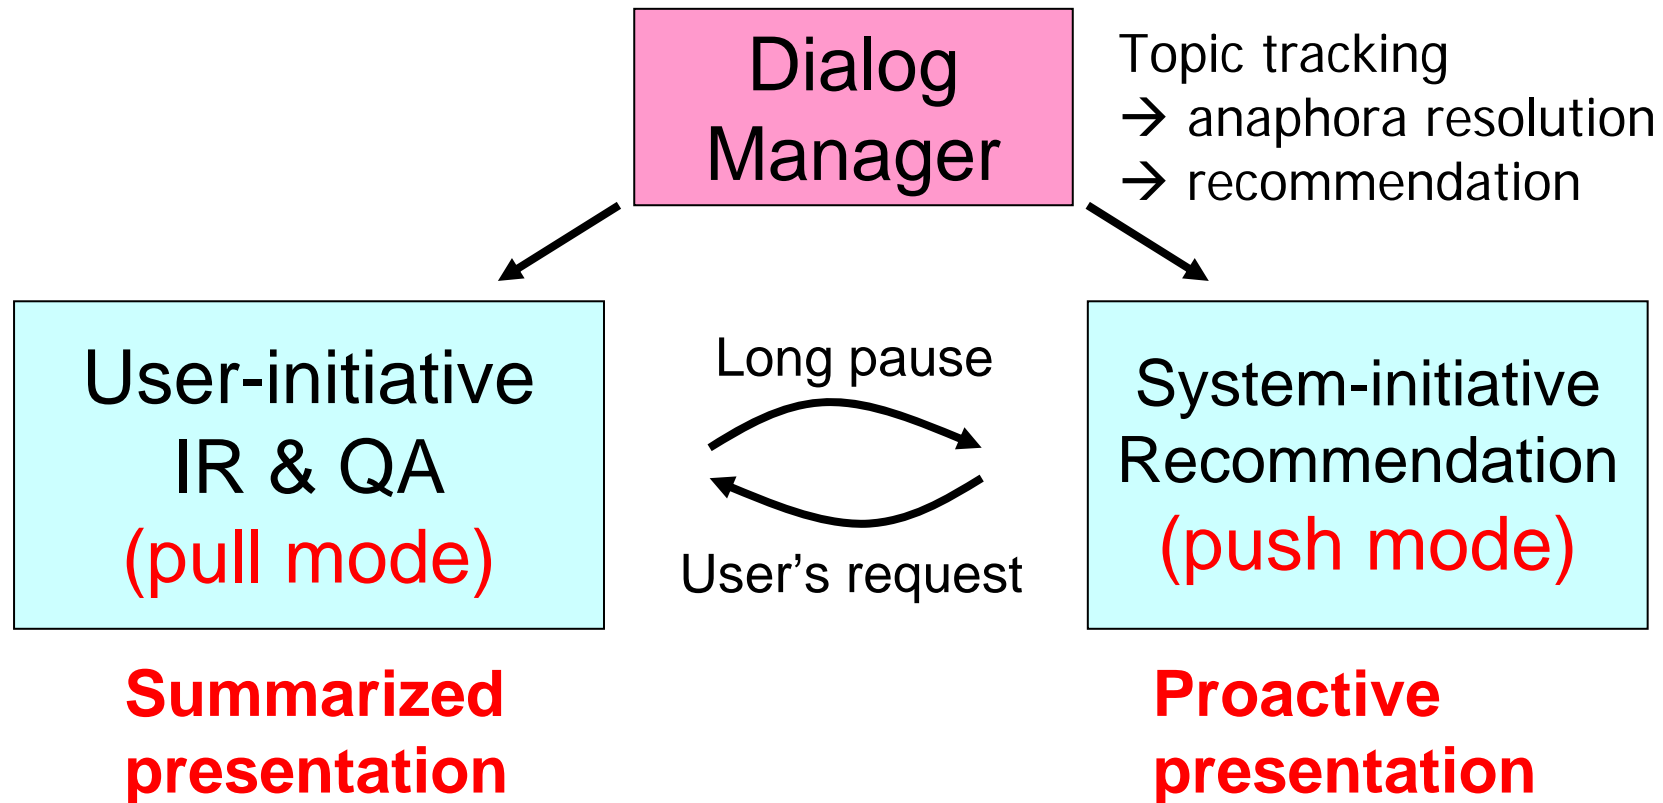 Dialog
Manager
Topic tracking
→ anaphora resolution
→ recommendation
User-initiative
IR & QA
(pull mode)
Long pause
User’s request
System-initiative
Recommendation
(push mode)
Summarized
presentation
Proactive
presentation